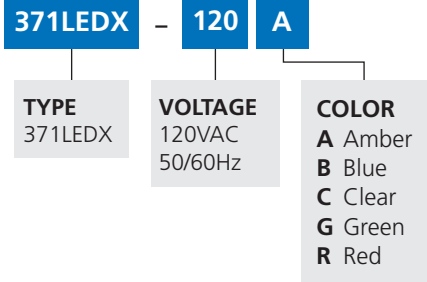 371LEDX – 120 A
TYPE
371LEDX
VOLTAGE
120VAC
50/60Hz
COLOR
A Amber
B Blue
C Clear
G Green
R Red